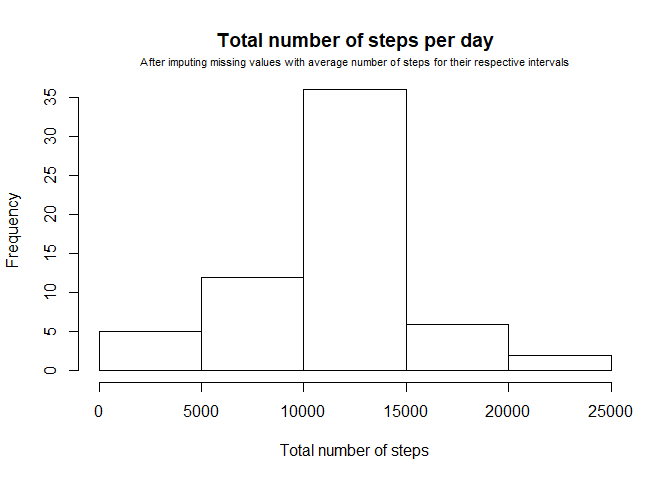 Total number of steps per day
After imputing missing values with average number of steps for their respective intervals
Frequency
35
30
25
20
15
10
5
0
0 5000 10000 15000 20000 25000
Total number of steps